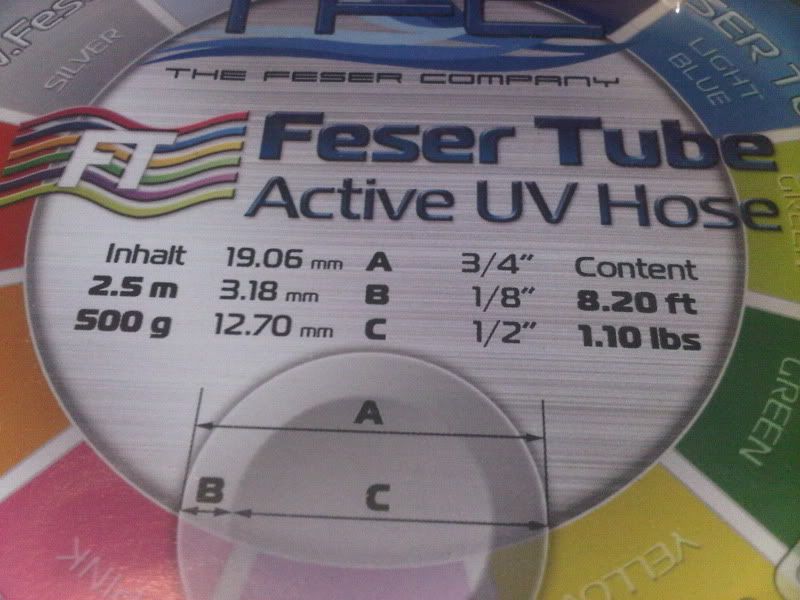 THE FESER COMPANY
SILVER
LIGHT
BLUE
FT
Feser Tube
Active UV Hose
Inhalt 19.06 mm A 3/4" Content
2.5 m 3.18 mm B 1/8" 8.20 ft
500 g 12.70 mm C 1/2" 1.10 lbs
A
B C
GREEN
PINK